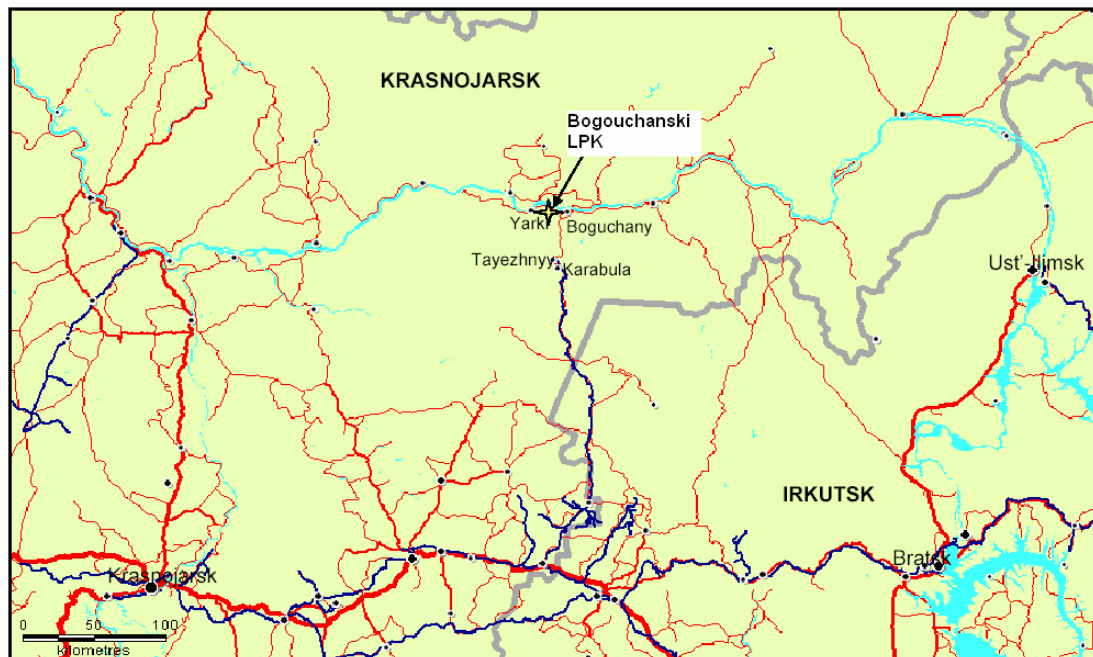 KRASNOJARSK
Bogouchanski
LPK
Yarki
Boguchany
Tayezhnyy
Karabula
Ust'-Ilimsk
IRKUTSK
Bratsk
Krasnojarsk
0 50 100
kilometres